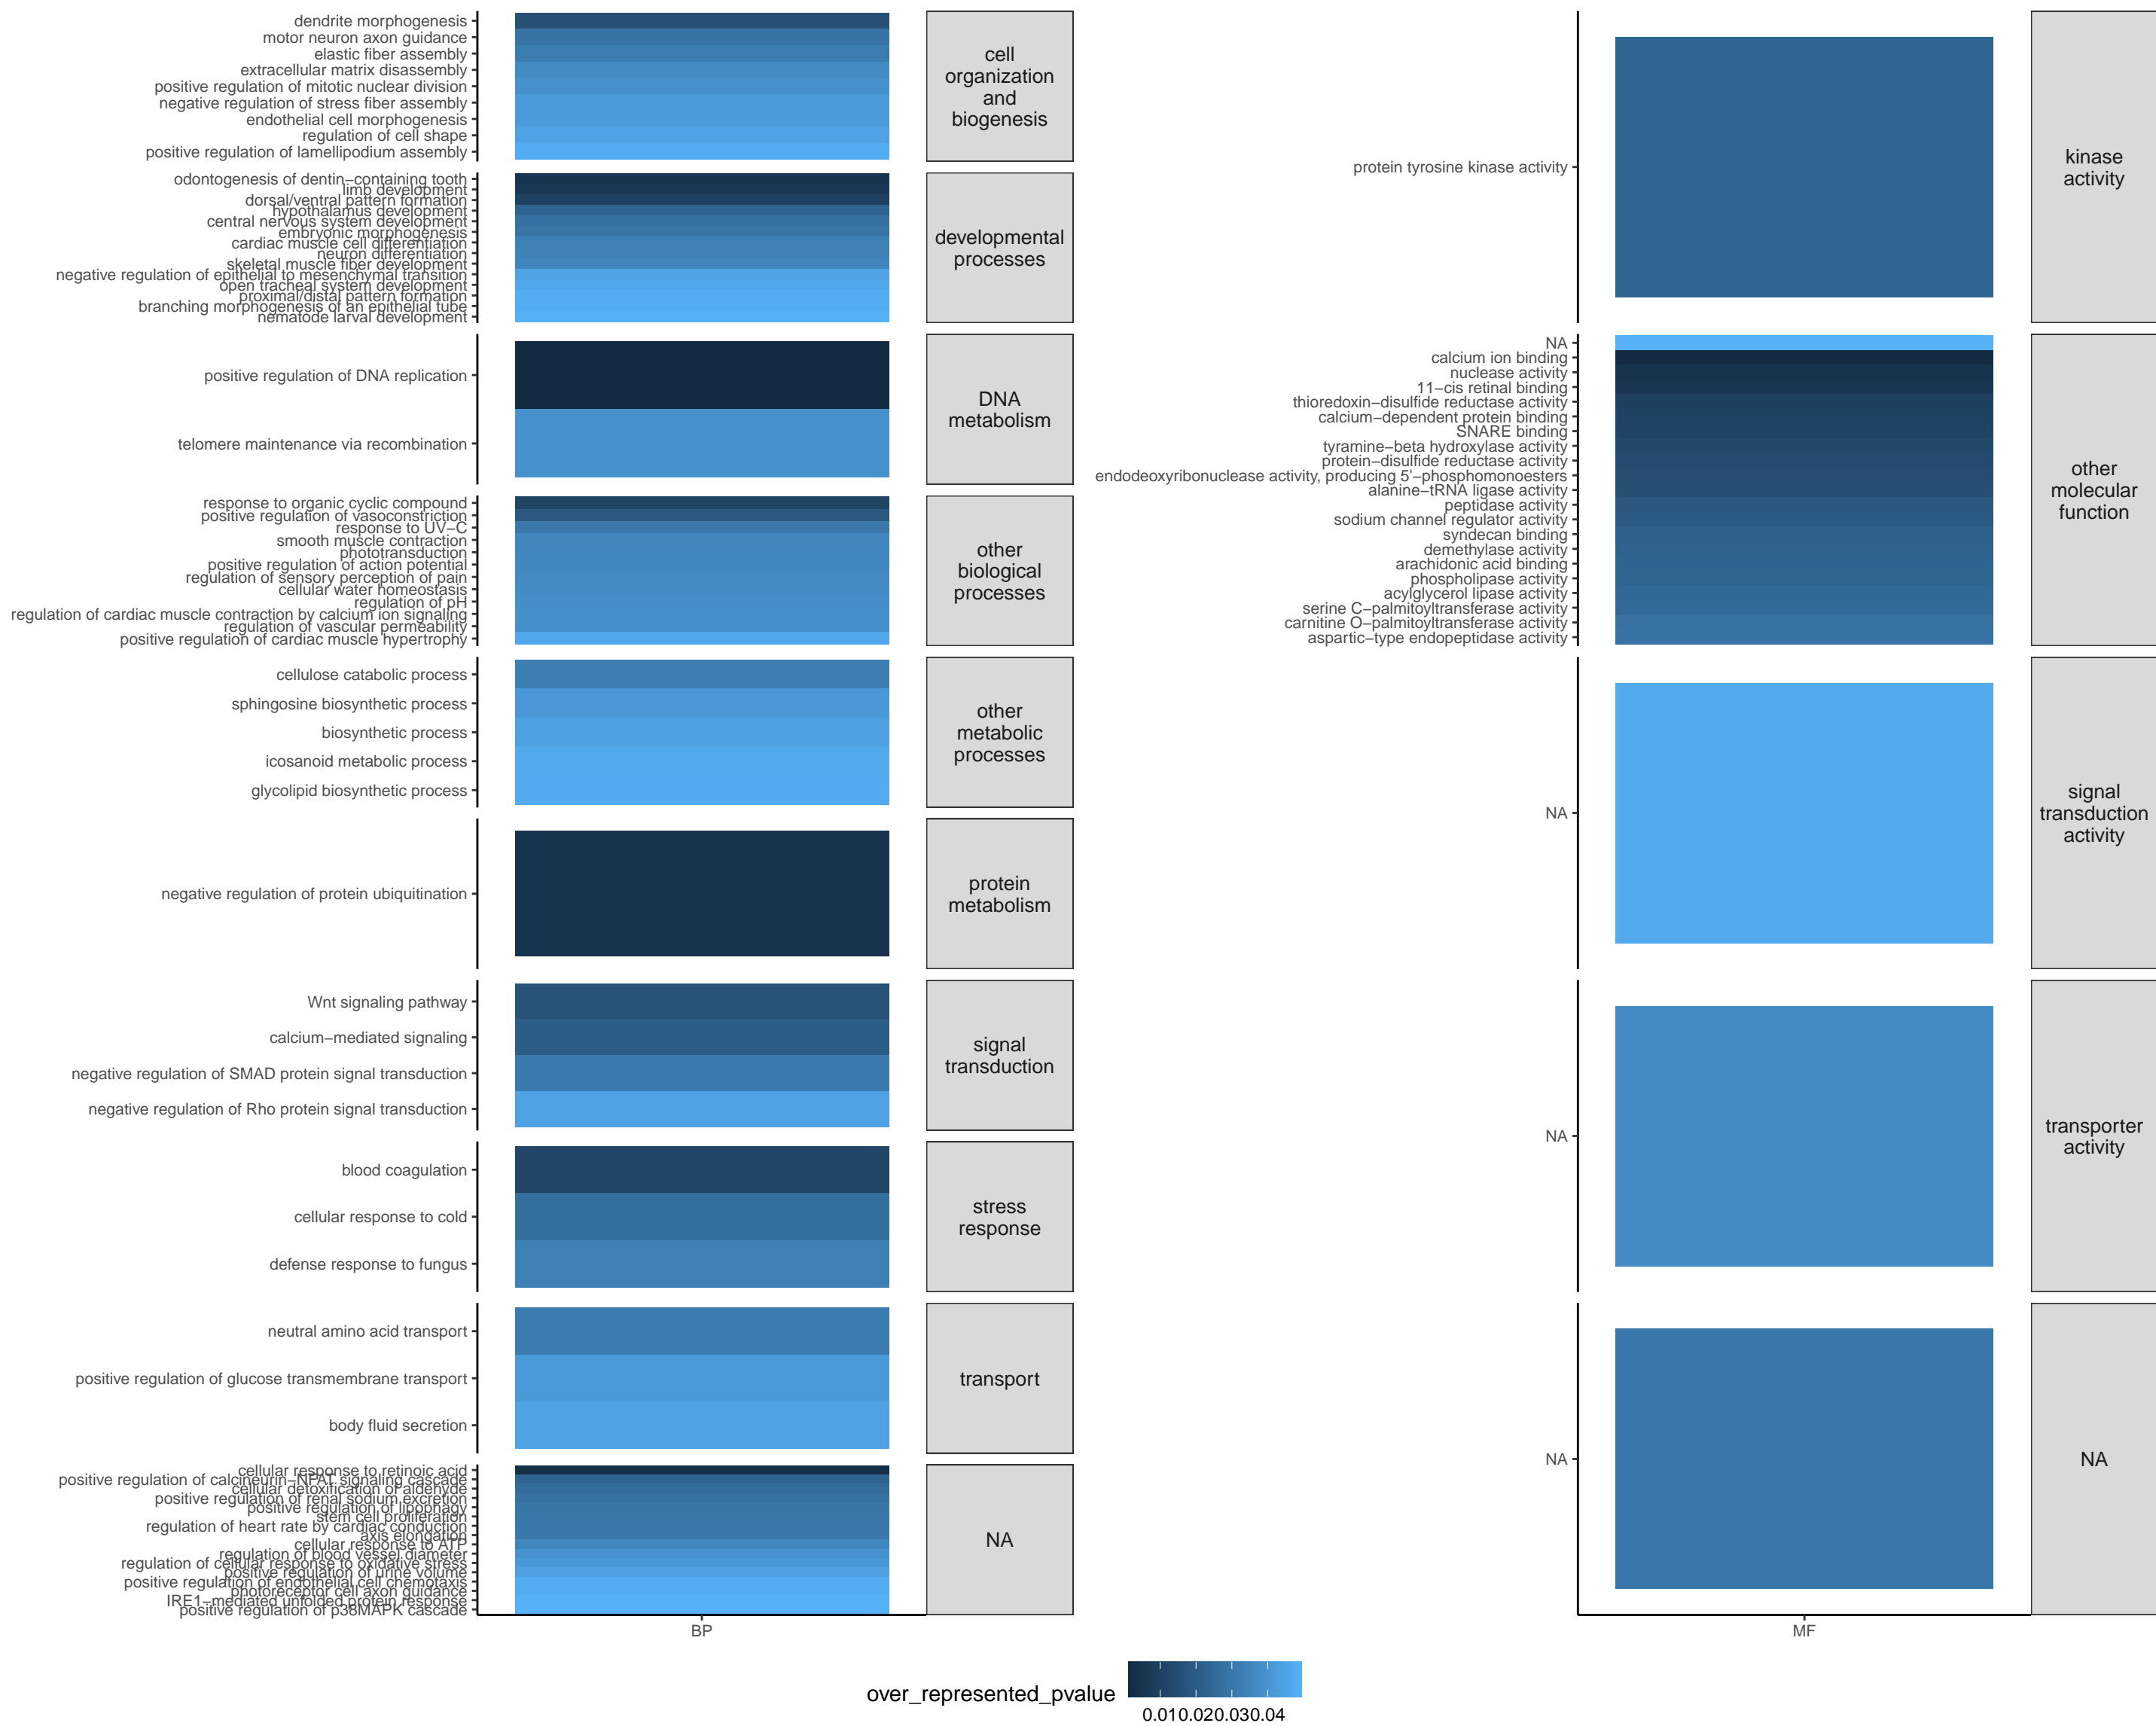 dendrite morphogenesis
motor neuron axon guidance
elastic fiber assembly
extracellular matrix disassembly
positive regulation of mitotic nuclear division
negative regulation of stress fiber assembly
endothelial cell morphogenesis
regulation of cell shape
positive regulation of lamellipodium assembly
cell
organization
and
biogenesis
odontogenesis of dentin−containing tooth
limb development
dorsal/ventral pattern formation
hypothalamus development
central nervous system development
embryonic morphogenesis
cardiac muscle cell differentiation
neuron differentiation
skeletal muscle fiber development
negative regulation of epithelial to mesenchymal transition
open tracheal system development
proximal/distal pattern formation
branching morphogenesis of an epithelial tube
nematode larval development
developmental
processes
positive regulation of DNA replication
telomere maintenance via recombination
DNA
metabolism
response to organic cyclic compound
positive regulation of vasoconstriction
response to UV−C
smooth muscle contraction
phototransduction
positive regulation of action potential
regulation of sensory perception of pain
cellular water homeostasis
regulation of pH
regulation of cardiac muscle contraction by calcium ion signaling
regulation of vascular permeability
positive regulation of cardiac muscle hypertrophy
other
biological
processes
cellulose catabolic process
sphingosine biosynthetic process
biosynthetic process
icosanoid metabolic process
glycolipid biosynthetic process
other
metabolic
processes
negative regulation of protein ubiquitination
protein
metabolism
Wnt signaling pathway
calcium−mediated signaling
negative regulation of SMAD protein signal transduction
negative regulation of Rho protein signal transduction
signal
transduction
blood coagulation
cellular response to cold
defense response to fungus
stress
response
neutral amino acid transport
positive regulation of glucose transmembrane transport
body fluid secretion
transport
cellular response to retinoic acid
positive regulation of calcineurin−NFAT signaling cascade
cellular detoxification of aldehyde
positive regulation of renal sodium excretion
positive regulation of lipophagy
stem cell proliferation
regulation of heart rate by cardiac conduction
axis elongation
cellular response to ATP
regulation of blood vessel diameter
regulation of cellular response to oxidative stress
positive regulation of urine volume
positive regulation of endothelial cell chemotaxis
photoreceptor cell axon guidance
IRE1−mediated unfolded protein response
positive regulation of p38MAPK cascade
NA
BP
protein tyrosine kinase activity
kinase
activity
NA
calcium ion binding
nuclease activity
11−cis retinal binding
thioredoxin−disulfide reductase activity
calcium−dependent protein binding
SNARE binding
tyramine−beta hydroxylase activity
protein−disulfide reductase activity
endodeoxyribonuclease activity, producing 5'−phosphomonoesters
alanine−tRNA ligase activity
peptidase activity
sodium channel regulator activity
syndecan binding
demethylase activity
arachidonic acid binding
phospholipase activity
acylglycerol lipase activity
serine C−palmitoyltransferase activity
carnitine O−palmitoyltransferase activity
aspartic−type endopeptidase activity
other
molecular
function
NA
signal
transduction
activity
NA
transporter
activity
NA
NA
MF
over_represented_pvalue
0.010.020.030.04